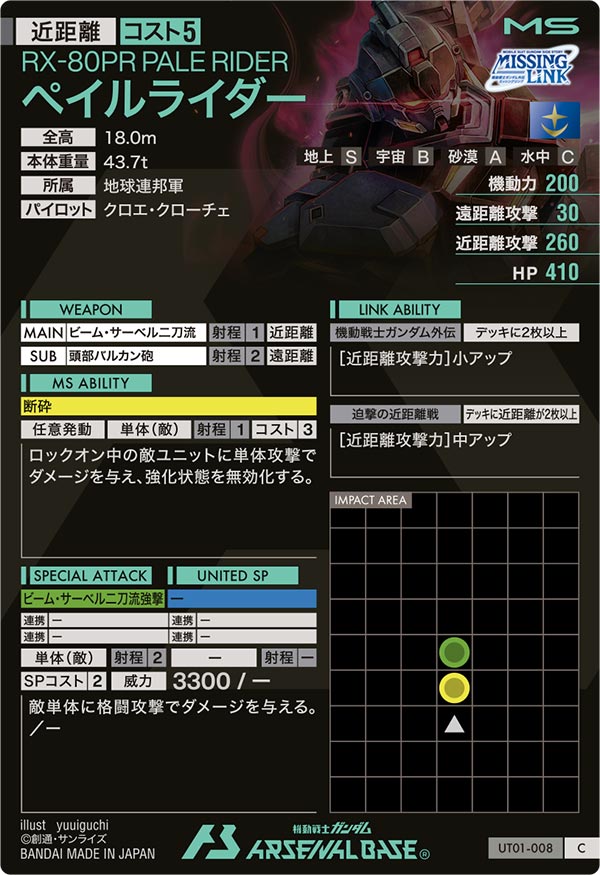 近距離 コスト5 MS
RX-80PR PALE RIDER
ペイルライダー
MOBILE SUIT GUNDAM SIDE STORY
MISSING LINK
全高 18.0m
本体重量 43.7t
所属 地球連邦軍
パイロット クロエ・クローチェ
地上 S 宇宙 B 砂漠 A 水中 C
機動力 200
遠距離攻撃 30
近距離攻撃 260
HP 410
WEAPON
MAIN ビーム・サーベル二刀流 射程 1 近距離
SUB 頭部バルカン砲 射程 2 遠距離
MS ABILITY
断砕
任意発動 単体(敵) 射程 1 コスト 3
ロックオン中の敵ユニットに単体攻撃で
ダメージを与え、強化状態を無効化する。
LINK ABILITY
機動戦士ガンダム外伝 デッキに2枚以上
[近距離攻撃力]小アップ
迫撃の近距離戦 デッキに近距離が2枚以上
[近距離攻撃力]中アップ
SPECIAL ATTACK UNITED SP
ビーム・サーベル二刀流強撃 ー
連携 ー 連携 ー
連携 ー 連携 ー
単体(敵) 射程 2 ー 射程 ー
SPコスト 2 威力 3300 / ー
敵単体に格闘攻撃でダメージを与える。
/ー
IMPACT AREA
illust yuuiguchi
©創通・サンライズ
BANDAI MADE IN JAPAN
機動戦士ガンダム
AB ARSENAL BASE®
UT01-008 C